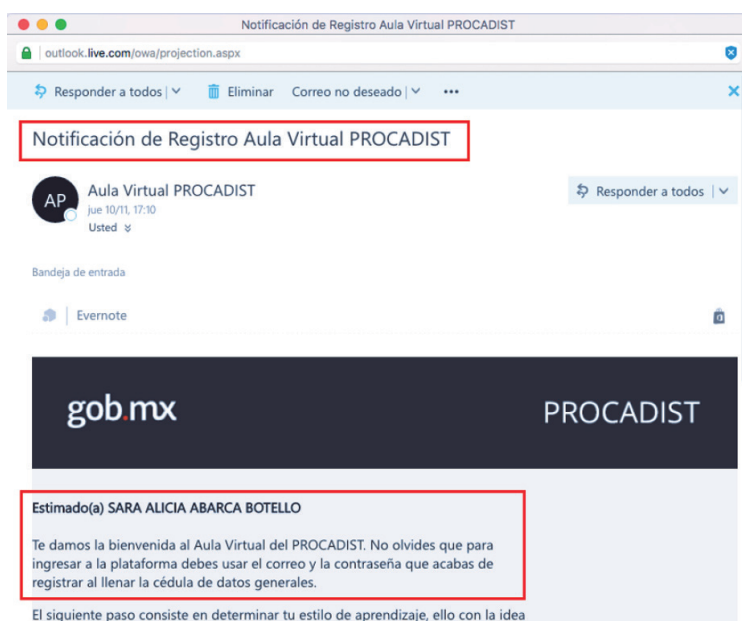 Notificación de Registro Aula Virtual PROCADIST
outlook.live.com/owa/projection.aspx
Responder a todos | Eliminar Correo no deseado | ...
Notificación de Registro Aula Virtual PROCADIST
AP
Aula Virtual PROCADIST
jue 10/11, 17:10
Usted
Responder a todos |
Bandeja de entrada
Evernote
gob.mx PROCADIST
Estimado(a) SARA ALICIA ABARCA BOTELLO
Te damos la bienvenida al Aula Virtual del PROCADIST. No olvides que para
ingresar a la plataforma debes usar el correo y la contraseña que acabas de
registrar al llenar la cédula de datos generales.
El siguiente paso consiste en determinar tu estilo de aprendizaje, ello con la idea